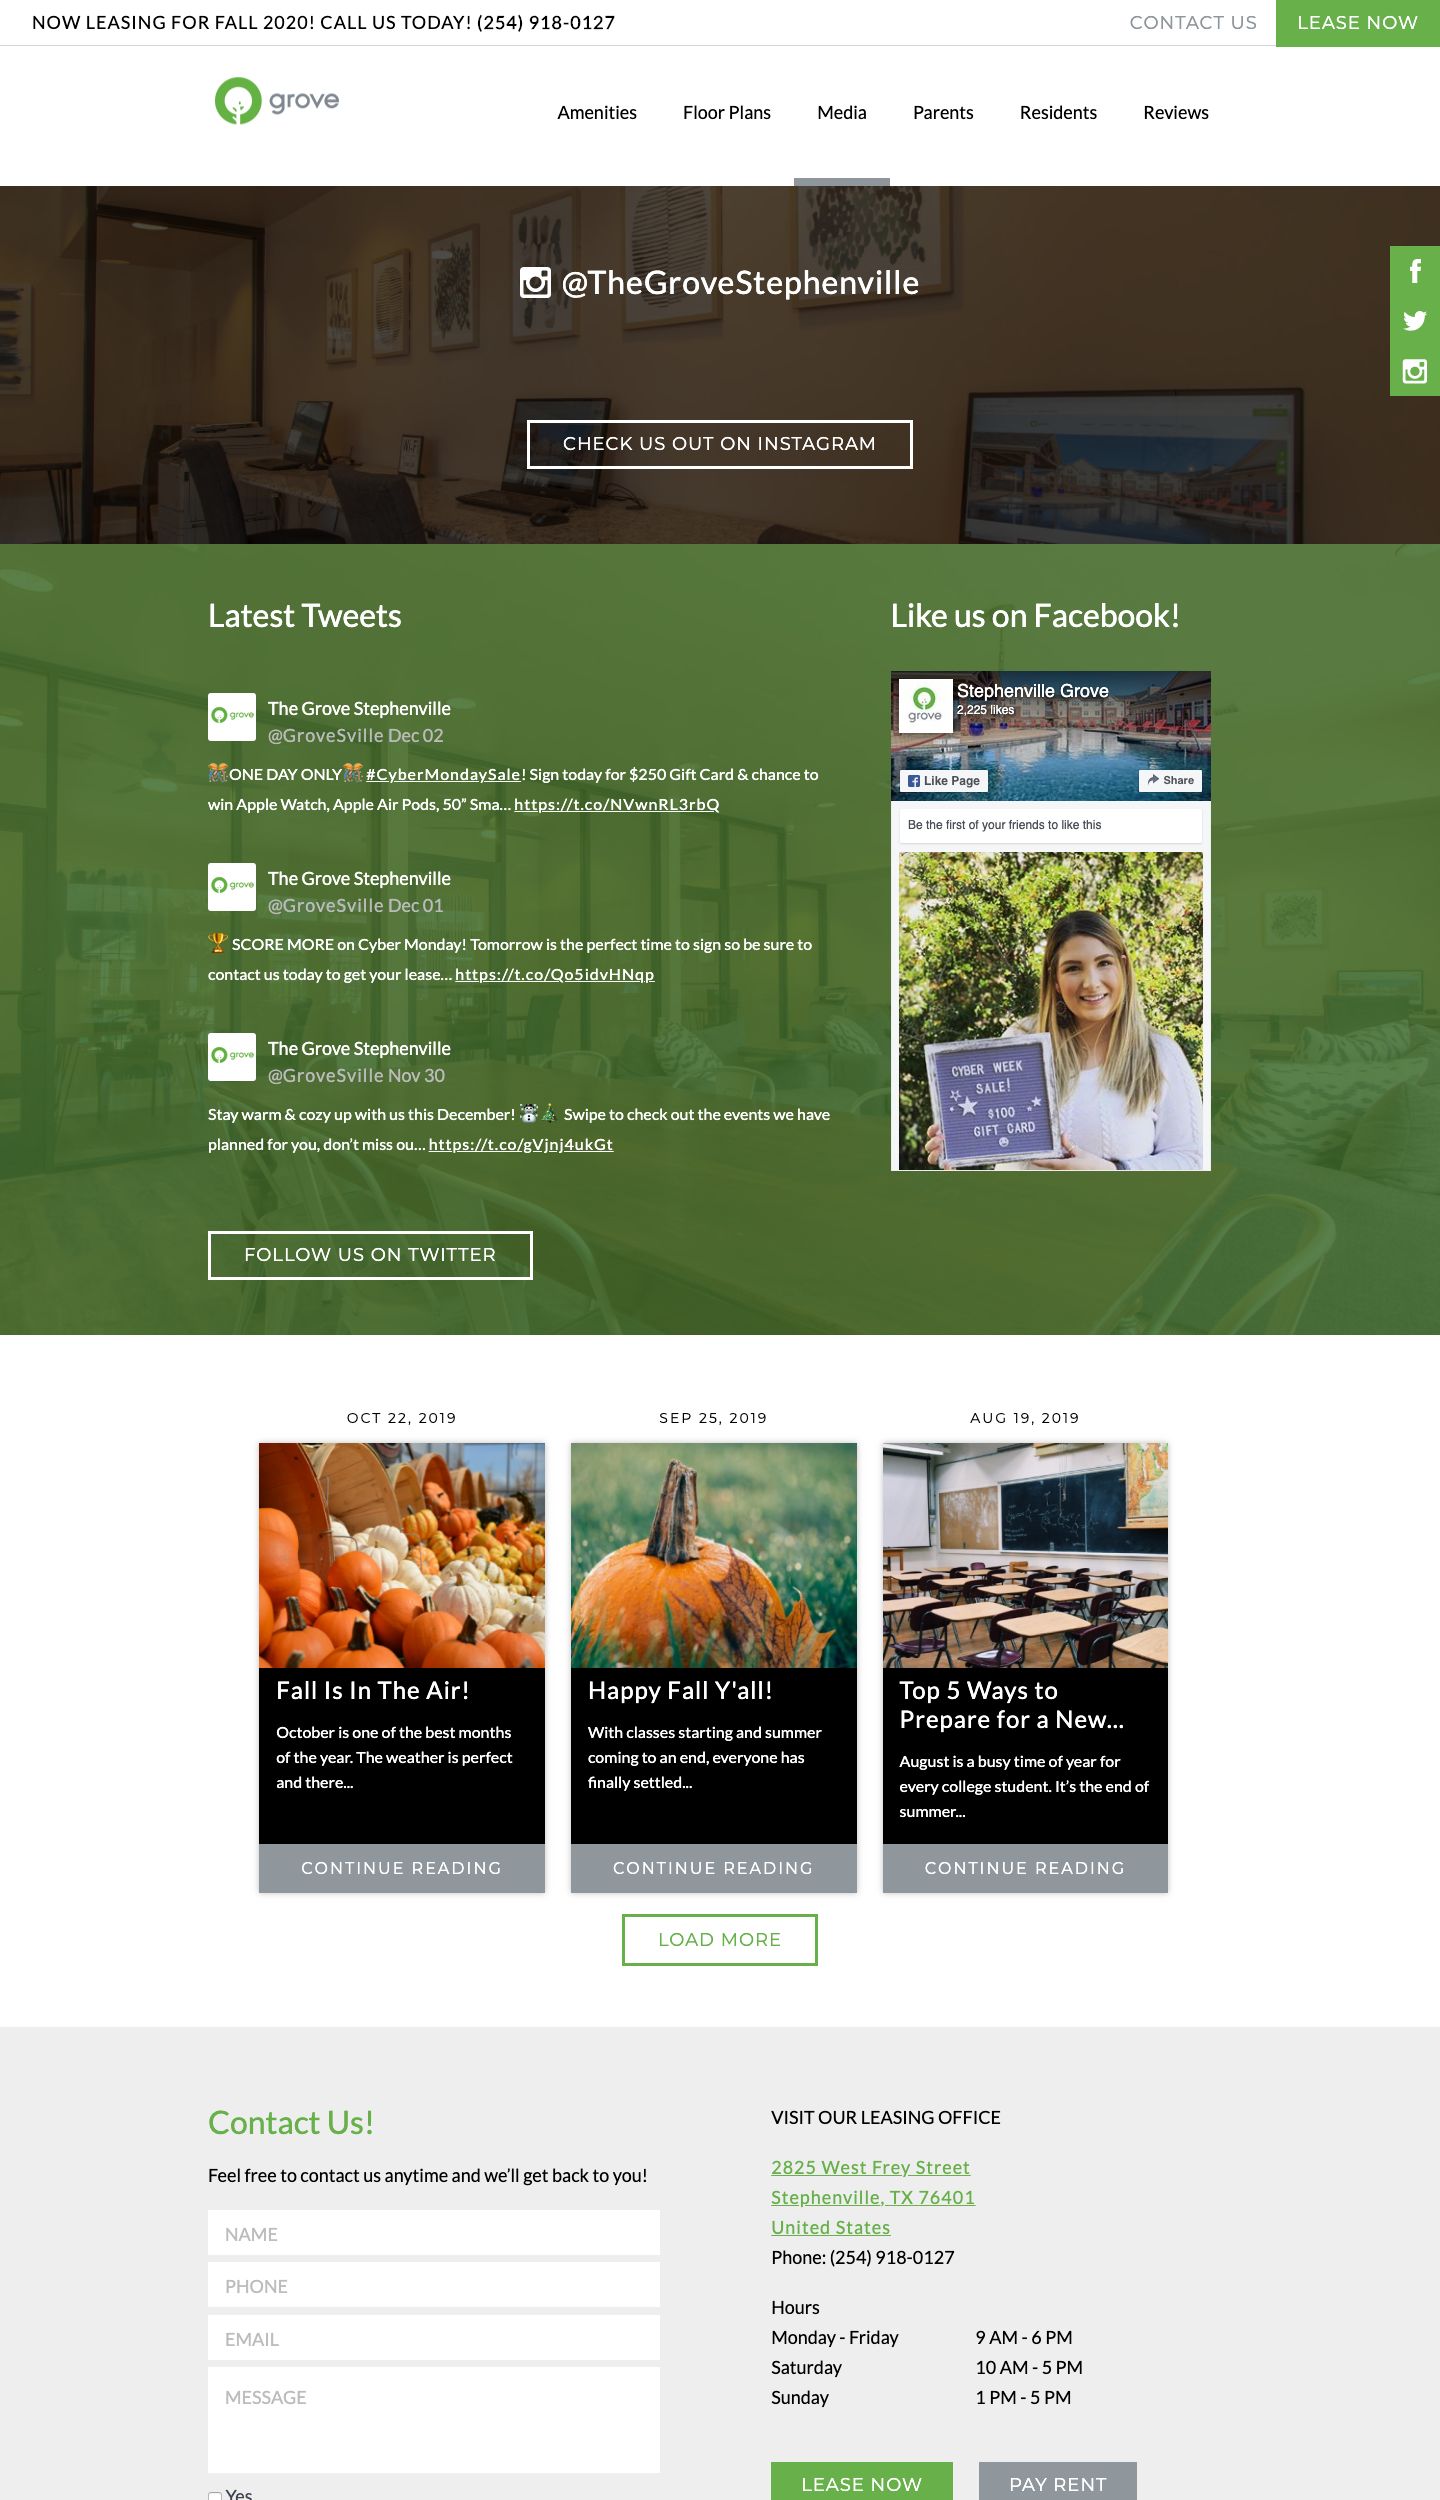 NOW LEASING FOR FALL 2020! CALL US TODAY! (254) 918-0127
CONTACT US
LEASE NOW
grove
Amenities
Floor Plans
Media
Parents
Residents
Reviews
@TheGroveStephenville
CHECK US OUT ON INSTAGRAM
Latest Tweets
grove
The Grove Stephenville
@GroveSville Dec 02
🎊ONE DAY ONLY🎊 #CyberMondaySale! Sign today for $250 Gift Card & chance to
win Apple Watch, Apple Air Pods, 50” Sma… https://t.co/NVwnRL3rbQ
grove
The Grove Stephenville
@GroveSville Dec 01
🏆 SCORE MORE on Cyber Monday! Tomorrow is the perfect time to sign so be sure to
contact us today to get your lease… https://t.co/Qo5idvHNqp
grove
The Grove Stephenville
@GroveSville Nov 30
Stay warm & cozy up with us this December! ⛄🎄 Swipe to check out the events we have
planned for you, don’t miss ou… https://t.co/gVjnj4ukGt
FOLLOW US ON TWITTER
Like us on Facebook!
grove
Stephenville Grove
2,225 likes
Like Page
Share
Be the first of your friends to like this
CYBER WEEK
SALE!
$100
GIFT CARD
OCT 22, 2019
Fall Is In The Air!
October is one of the best months
of the year. The weather is perfect
and there...
CONTINUE READING
SEP 25, 2019
Happy Fall Y'all!
With classes starting and summer
coming to an end, everyone has
finally settled...
CONTINUE READING
AUG 19, 2019
Top 5 Ways to
Prepare for a New...
August is a busy time of year for
every college student. It’s the end of
summer...
CONTINUE READING
LOAD MORE
Contact Us!
Feel free to contact us anytime and we’ll get back to you!
NAME
PHONE
EMAIL
MESSAGE
Yes
VISIT OUR LEASING OFFICE
2825 West Frey Street
Stephenville, TX 76401
United States
Phone: (254) 918-0127
Hours
Monday - Friday 9 AM - 6 PM
Saturday 10 AM - 5 PM
Sunday 1 PM - 5 PM
LEASE NOW
PAY RENT